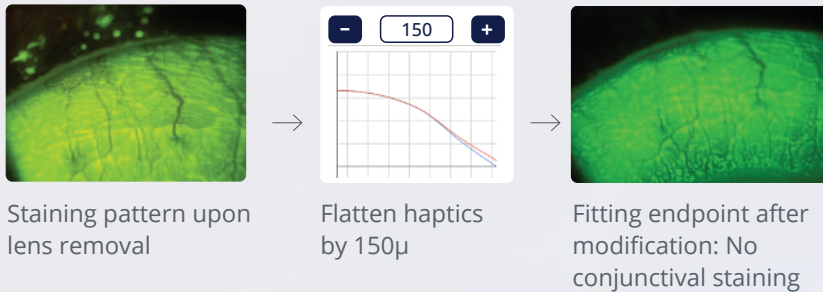 − 150 +
Staining pattern upon
lens removal
Flatten haptics
by 150μ
Fitting endpoint after
modification: No
conjunctival staining